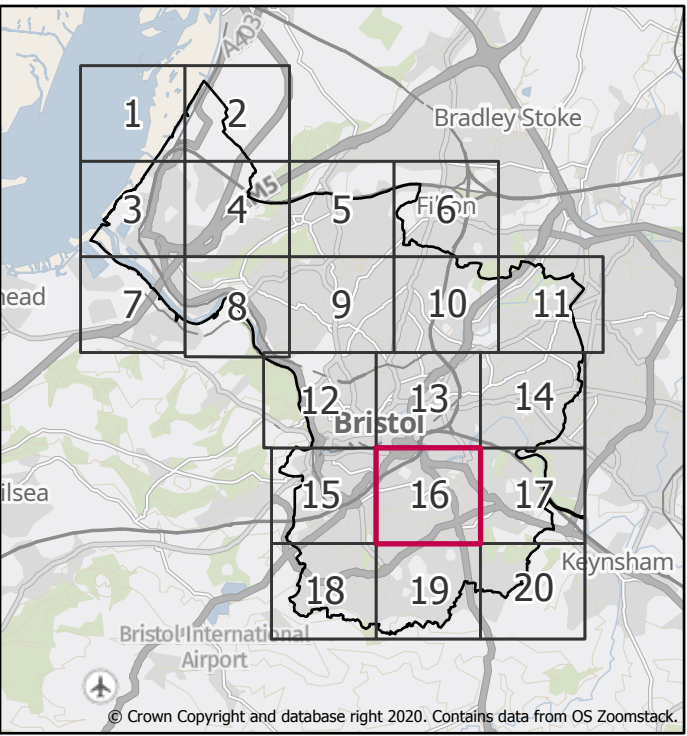 A403
1
2
Bradley Stoke
M5
3
4
5
6
Filton
7
8
9
10
11
12
13
14
Bristol
15
16
17
Keynsham
18
19
20
Bristol International
Airport
© Crown Copyright and database right 2020. Contains data from OS Zoomstack.